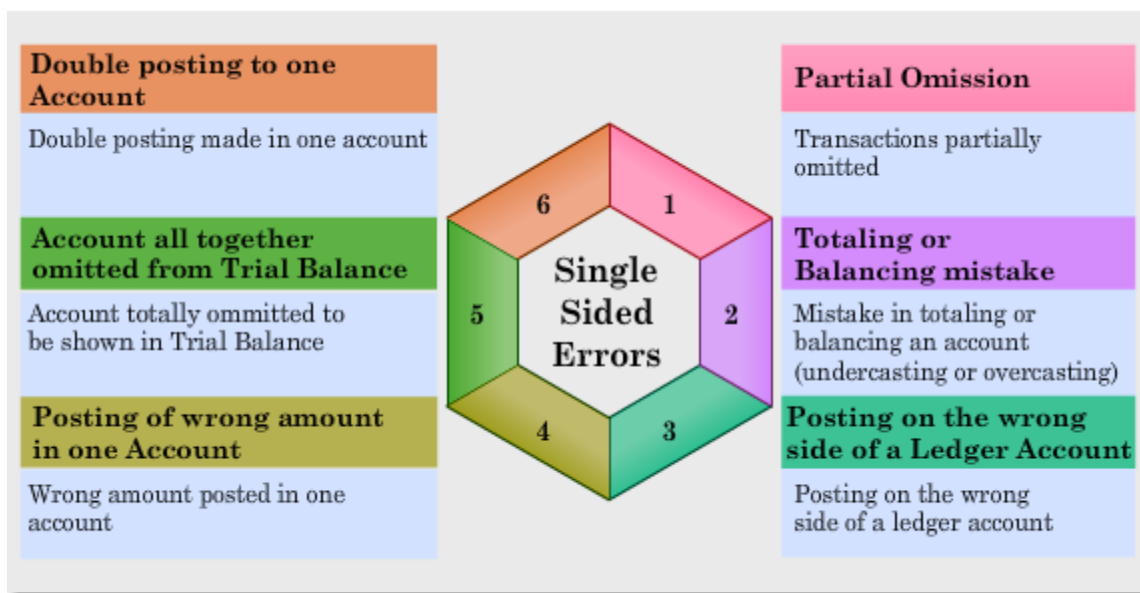 Double posting to one
Account
Double posting made in one account
Account all together
omitted from Trial Balance
Account totally ommitted to
be shown in Trial Balance
Posting of wrong amount
in one Account
Wrong amount posted in one
account
6
1
5
2
4
3
Single
Sided
Errors
Partial Omission
Transactions partially
omitted
Totaling or
Balancing mistake
Mistake in totaling or
balancing an account
(undercasting or overcasting)
Posting on the wrong
side of a Ledger Account
Posting on the wrong
side of a ledger account